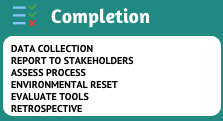 Completion
DATA COLLECTION
REPORT TO STAKEHOLDERS
ASSESS PROCESS
ENVIRONMENTAL RESET
EVALUATE TOOLS
RETROSPECTIVE